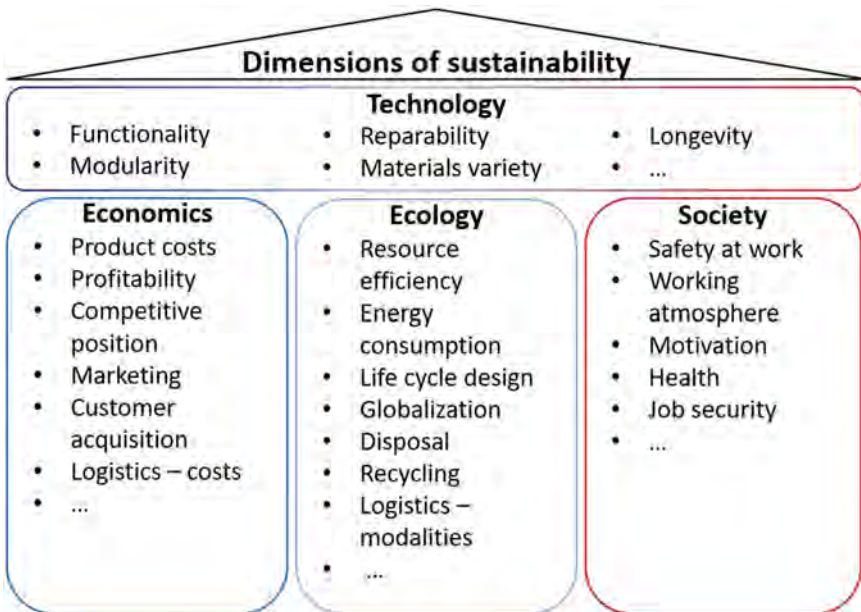 Dimensions of sustainability
Technology
• Functionality
• Modularity
• Reparability
• Materials variety
• Longevity
• ...
Economics
• Product costs
• Profitability
• Competitive
position
• Marketing
• Customer
acquisition
• Logistics – costs
• ...
Ecology
• Resource
efficiency
• Energy
consumption
• Life cycle design
• Globalization
• Disposal
• Recycling
• Logistics –
modalities
• ...
Society
• Safety at work
• Working
atmosphere
• Motivation
• Health
• Job security
• ...